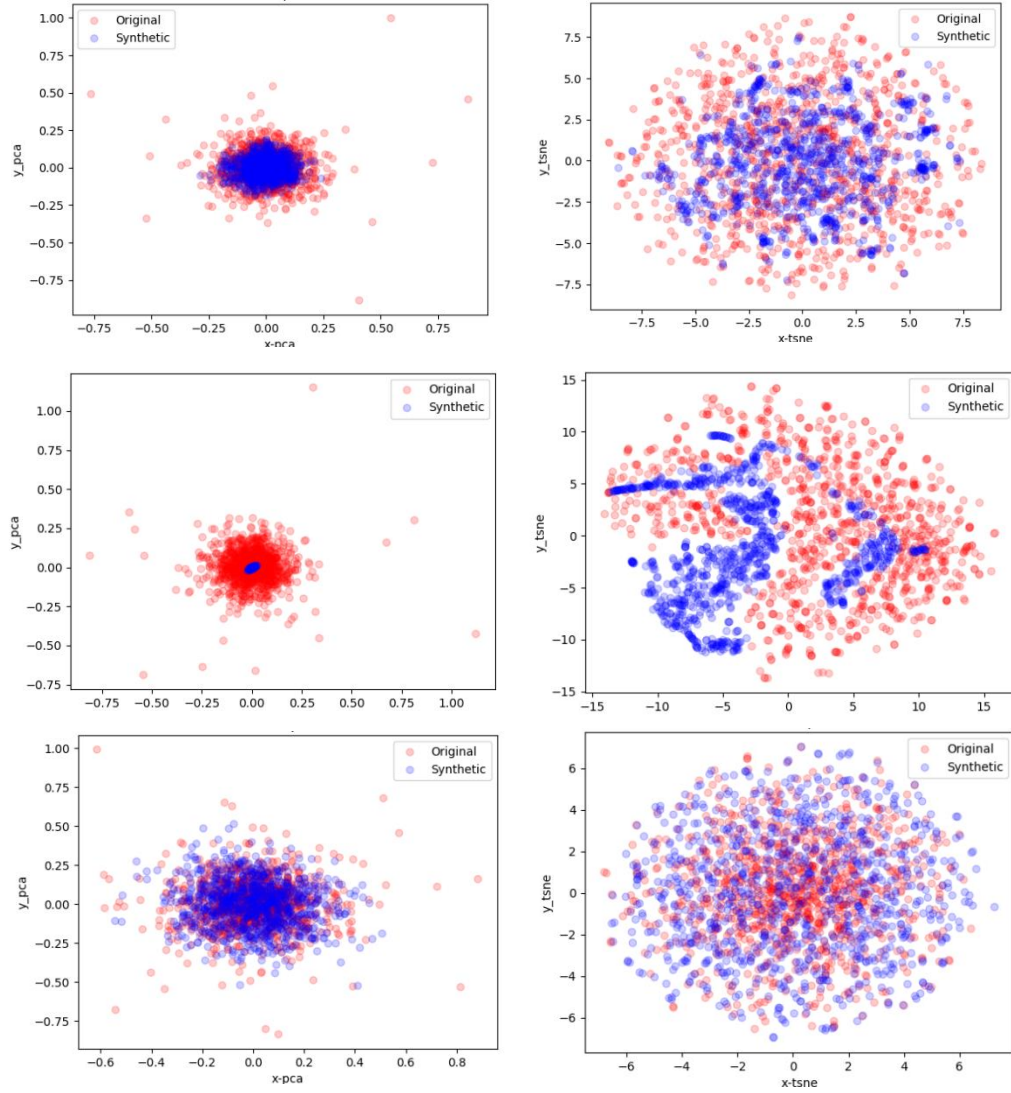 1.00
0.75
0.50
0.25
0.00
−0.25
−0.50
−0.75
y_pca
−0.75 −0.50 −0.25 0.00 0.25 0.50 0.75
x-pca
Original
Synthetic
7.5
5.0
2.5
0.0
−2.5
−5.0
−7.5
y_tsne
−7.5 −5.0 −2.5 0.0 2.5 5.0 7.5
x-tsne
Original
Synthetic
1.00
0.75
0.50
0.25
0.00
−0.25
−0.50
−0.75
y_pca
−0.75 −0.50 −0.25 0.00 0.25 0.50 0.75 1.00
Original
Synthetic
15
10
5
0
−5
−10
−15
y_tsne
−15 −10 −5 0 5 10 15
Original
Synthetic
1.00
0.75
0.50
0.25
0.00
−0.25
−0.50
−0.75
y_pca
−0.6 −0.4 −0.2 0.0 0.2 0.4 0.6 0.8
x-pca
Original
Synthetic
6
4
2
0
−2
−4
−6
y_tsne
−6 −4 −2 0 2 4 6
x-tsne
Original
Synthetic